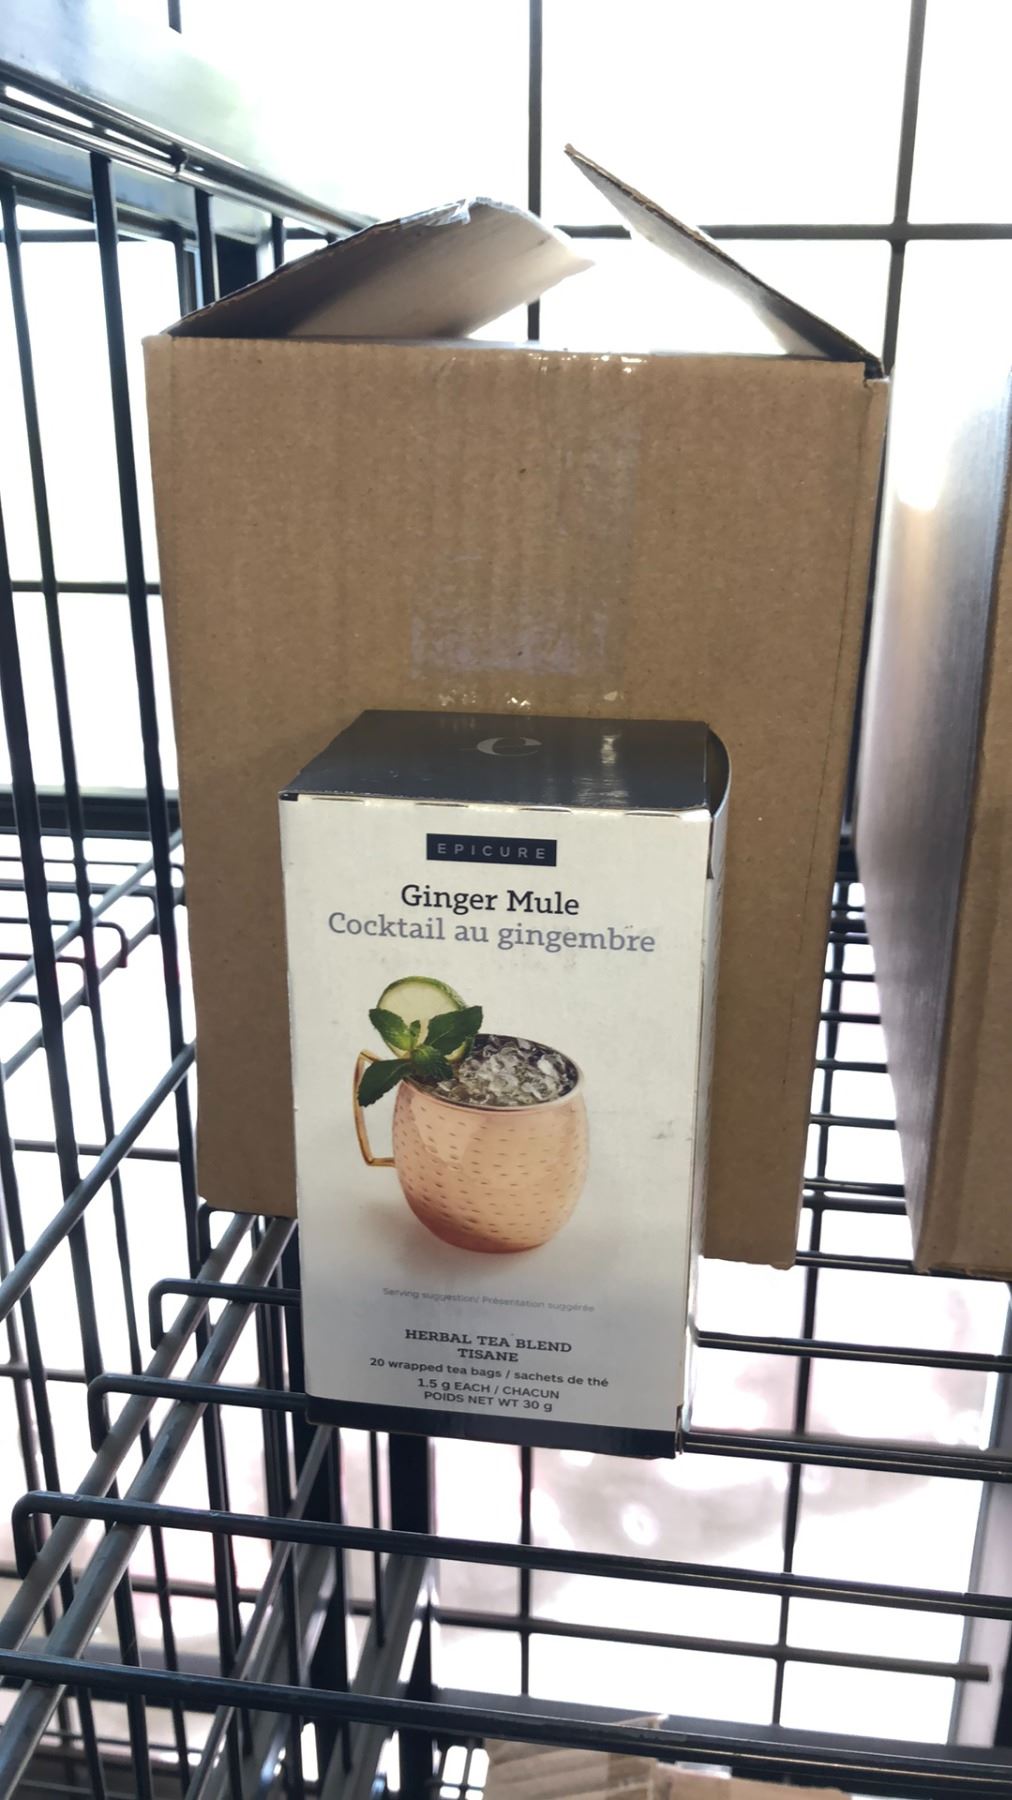 e
EPICURE
Ginger Mule
Cocktail au gingembre
Serving suggestion/ Présentation suggérée
HERBAL TEA BLEND
TISANE
20 wrapped tea bags / sachets de thé
1.5 g EACH / CHACUN
POIDS NET WT 30 g